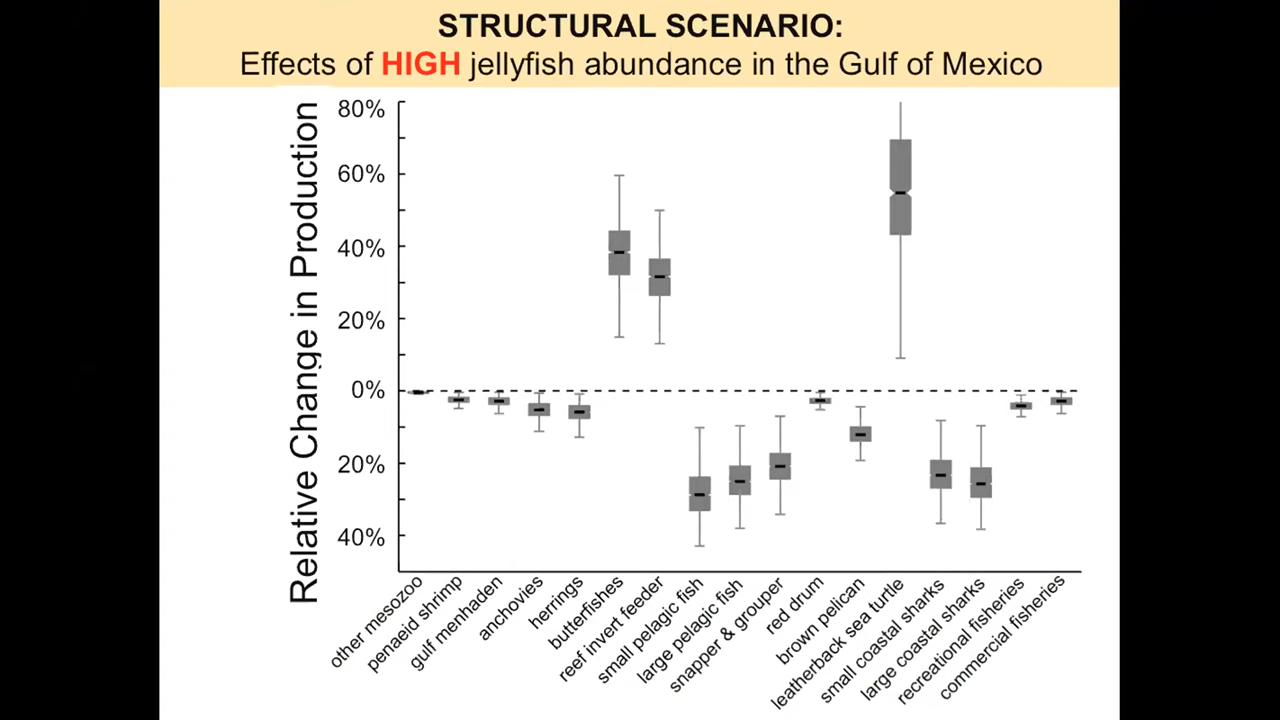 STRUCTURAL SCENARIO:
Effects of HIGH jellyfish abundance in the Gulf of Mexico
Relative Change in Production
80%
60%
40%
20%
0%
20%
40%
other mesozoo
penaeid shrimp
gulf menhaden
anchovies
herrings
butterfishes
reef invert feeder
small pelagic fish
large pelagic fish
snapper & grouper
red drum
brown pelican
leatherback sea turtle
small coastal sharks
large coastal sharks
recreational fisheries
commercial fisheries